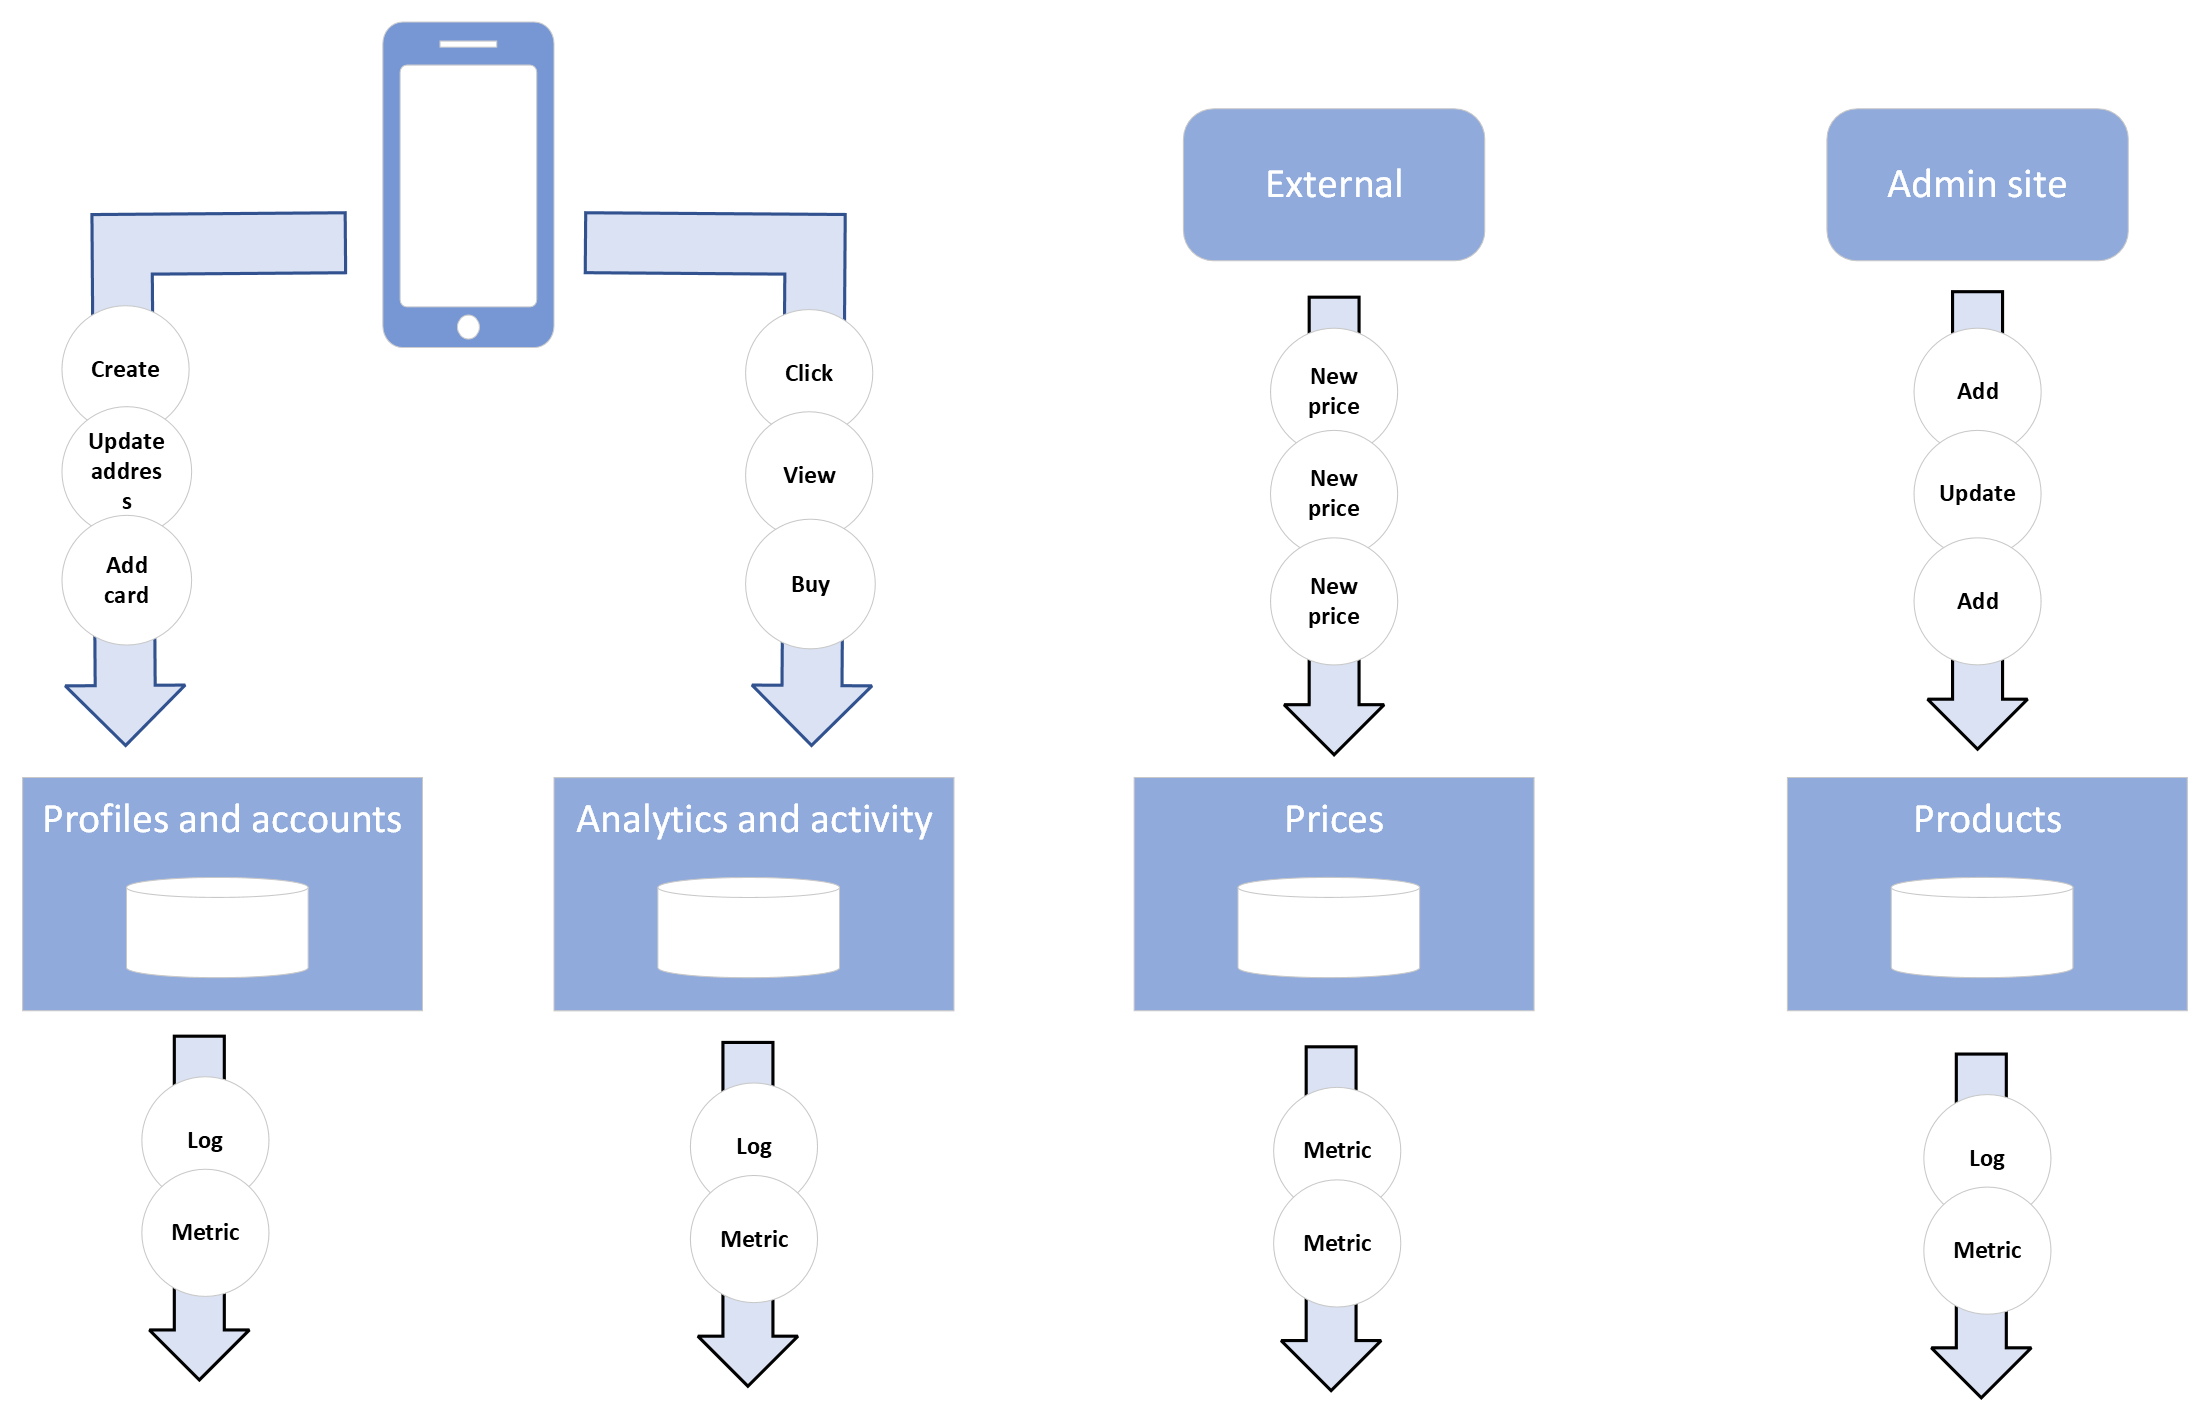 External
Admin site
Create
Update
addres
s
Add
card
Click
View
Buy
New
price
New
price
New
price
Add
Update
Add
Profiles and accounts
Analytics and activity
Prices
Products
Log
Metric
Log
Metric
Metric
Metric
Log
Metric